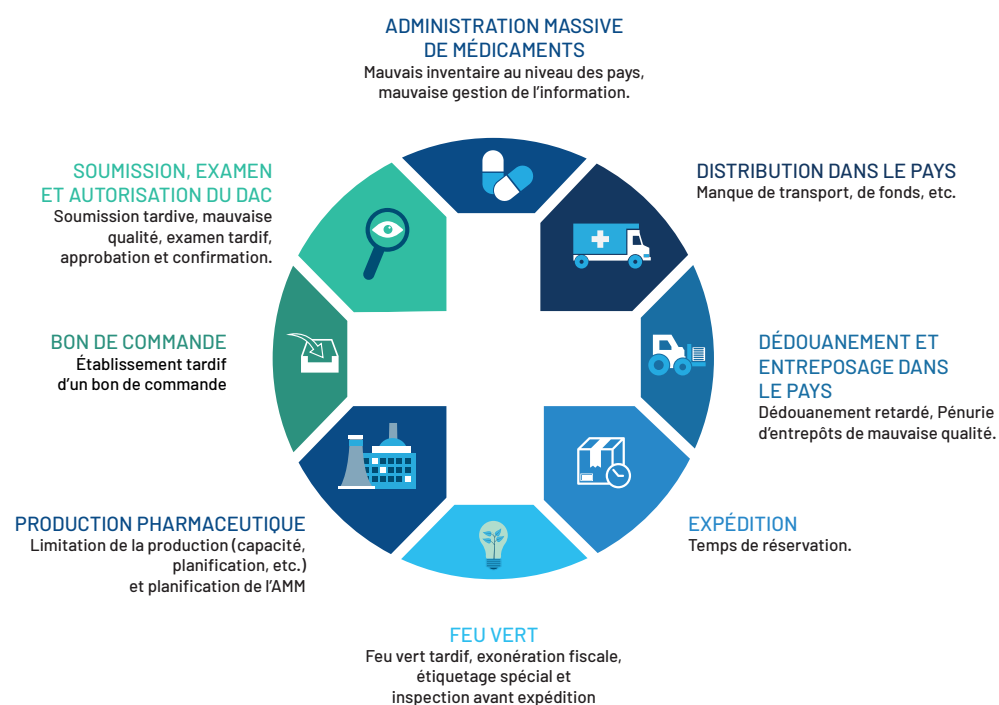 ADMINISTRATION MASSIVE
DE MÉDICAMENTS
Mauvais inventaire au niveau des pays,
mauvaise gestion de l'information.
DISTRIBUTION DANS LE PAYS
Manque de transport, de fonds, etc.
DÉDOUANEMENT ET
ENTREPOSAGE DANS
LE PAYS
Dédouanement retardé, Pénurie
d'entrepôts de mauvaise qualité.
EXPÉDITION
Temps de réservation.
FEU VERT
Feu vert tardif, exonération fiscale,
étiquetage spécial et
inspection avant expédition
PRODUCTION PHARMACEUTIQUE
Limitation de la production (capacité,
planification, etc.)
et planification de l'AMM
BON DE COMMANDE
Établissement tardif
d'un bon de commande
SOUMISSION, EXAMEN
ET AUTORISATION DU DAC
Soumission tardive, mauvaise
qualité, examen tardif,
approbation et confirmation.